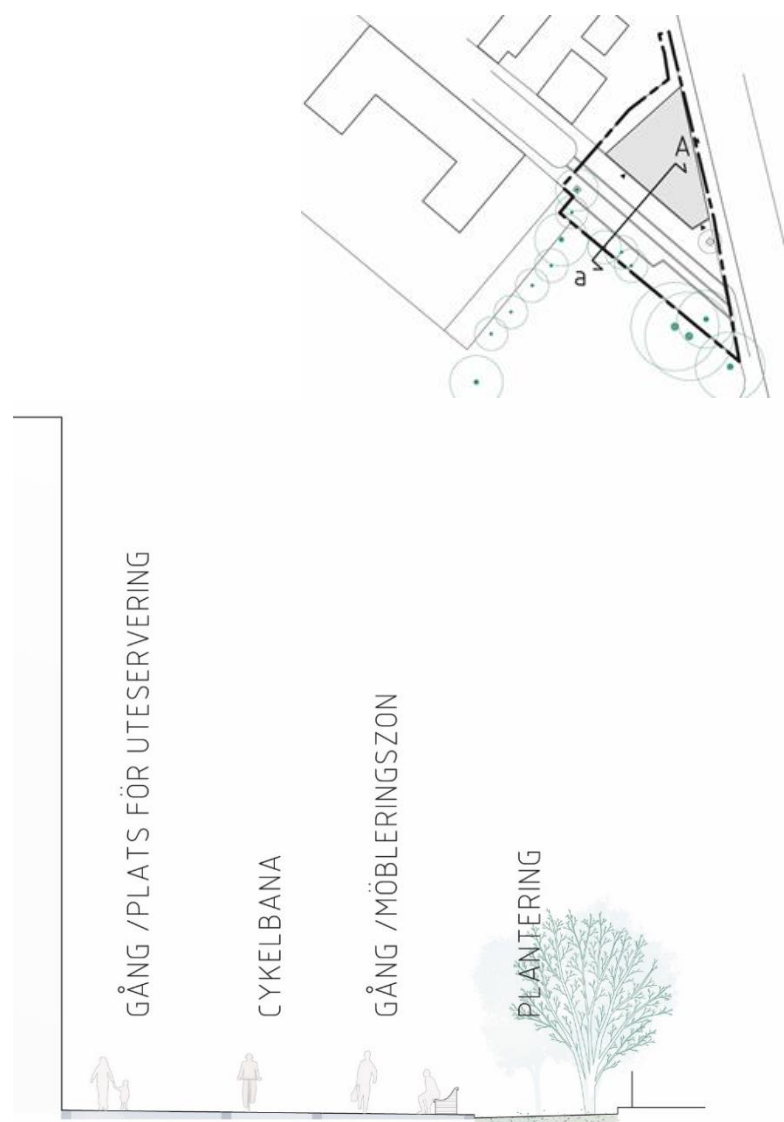 A
a
GÅNG /PLATS FÖR UTESERVERING
CYKELBANA
GÅNG /MÖBLERINGSZON
PLANTERING